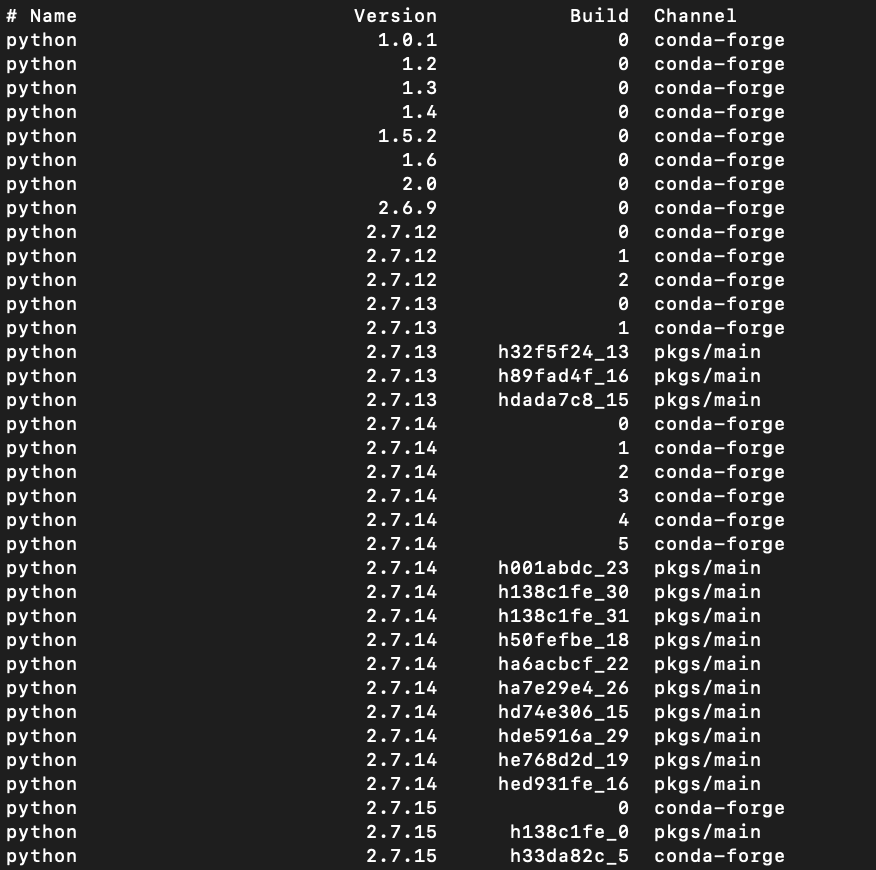 # Name Version Build Channel
python 1.0.1 0 conda-forge
python 1.2 0 conda-forge
python 1.3 0 conda-forge
python 1.4 0 conda-forge
python 1.5.2 0 conda-forge
python 1.6 0 conda-forge
python 2.0 0 conda-forge
python 2.6.9 0 conda-forge
python 2.7.12 0 conda-forge
python 2.7.12 1 conda-forge
python 2.7.12 2 conda-forge
python 2.7.13 0 conda-forge
python 2.7.13 1 conda-forge
python 2.7.13 h32f5f24_13 pkgs/main
python 2.7.13 h89fad4f_16 pkgs/main
python 2.7.13 hdada7c8_15 pkgs/main
python 2.7.14 0 conda-forge
python 2.7.14 1 conda-forge
python 2.7.14 2 conda-forge
python 2.7.14 3 conda-forge
python 2.7.14 4 conda-forge
python 2.7.14 5 conda-forge
python 2.7.14 h001abdc_23 pkgs/main
python 2.7.14 h138c1fe_30 pkgs/main
python 2.7.14 h138c1fe_31 pkgs/main
python 2.7.14 h50fefbe_18 pkgs/main
python 2.7.14 ha6acbcf_22 pkgs/main
python 2.7.14 ha7e29e4_26 pkgs/main
python 2.7.14 hd74e306_15 pkgs/main
python 2.7.14 hde5916a_29 pkgs/main
python 2.7.14 he768d2d_19 pkgs/main
python 2.7.14 hed931fe_16 pkgs/main
python 2.7.15 0 conda-forge
python 2.7.15 h138c1fe_0 pkgs/main
python 2.7.15 h33da82c_5 conda-forge